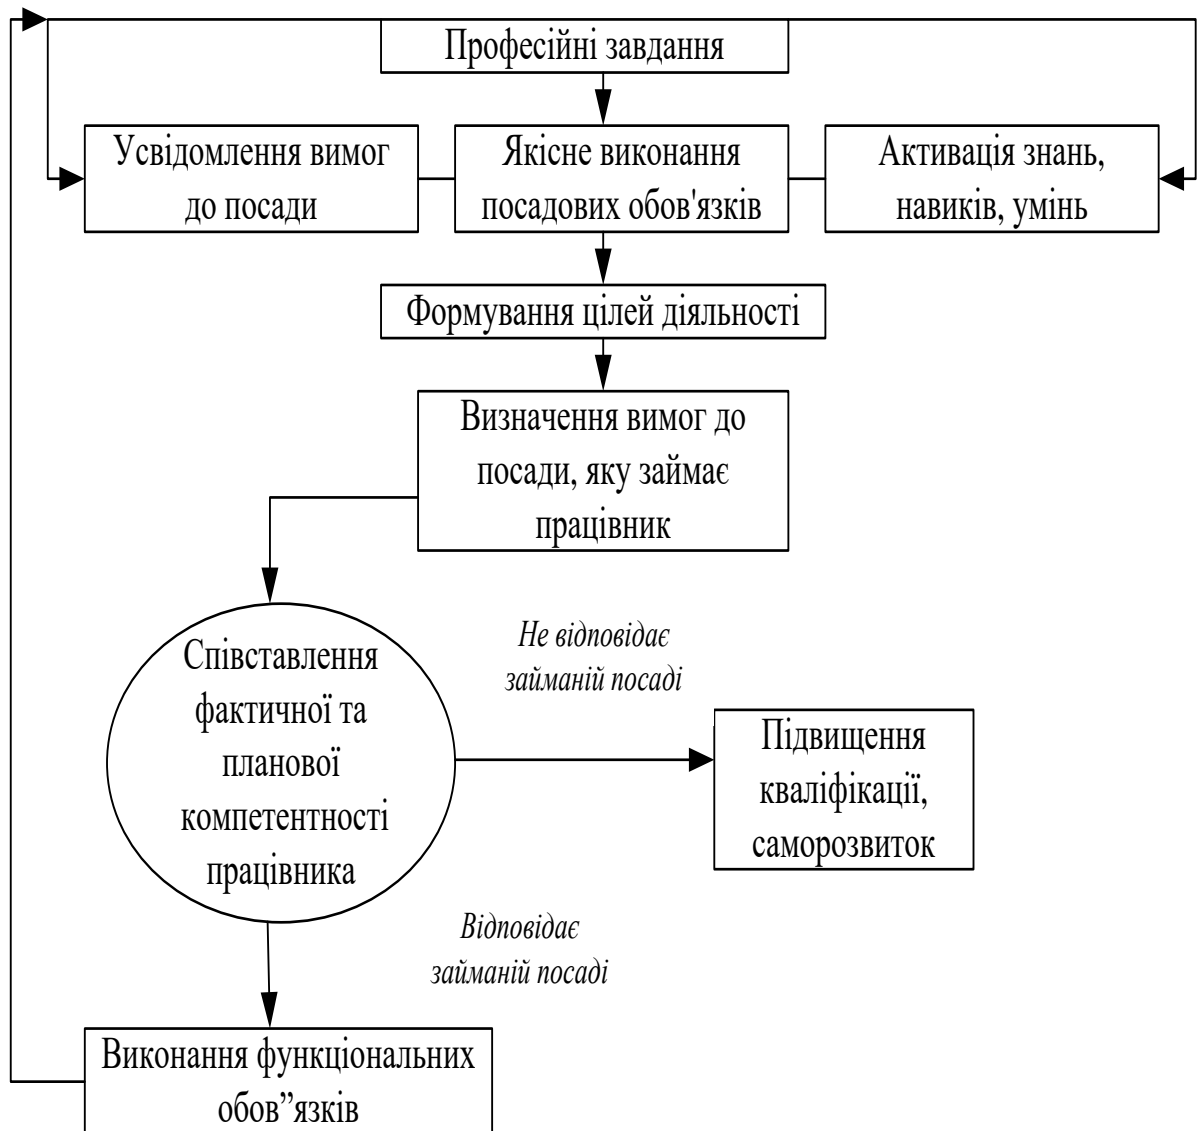 Професійні завдання
Усвідомлення вимог
до посади
Якісне виконання
посадових обов'язків
Активація знань,
навиків, умінь
Формування цілей діяльності
Визначення вимог до
посади, яку займає
працівник
Співставлення
фактичної та
планової
компетентності
працівника
Не відповідає
займаній посаді
Підвищення
кваліфікації,
саморозвиток
Відповідає
займаній посаді
Виконання функціональних
обов”язків